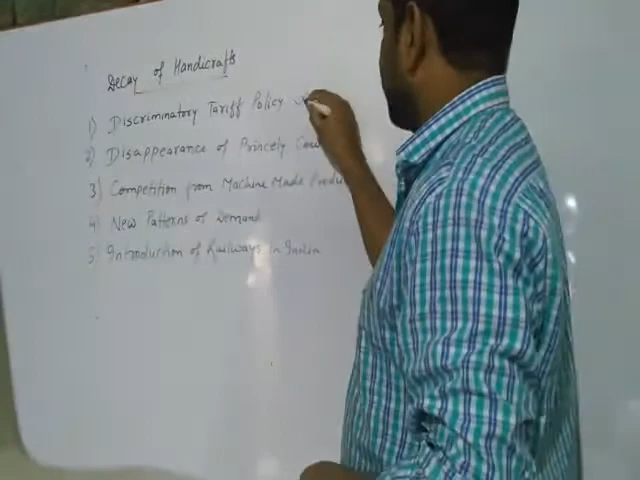 Decay of Handicrafts
1) Discriminatory Tariff Policy
2) Disappearance of Princely
3) Competition from Machine Made
4) New Patterns of Demand
5) Introduction of Railways in India